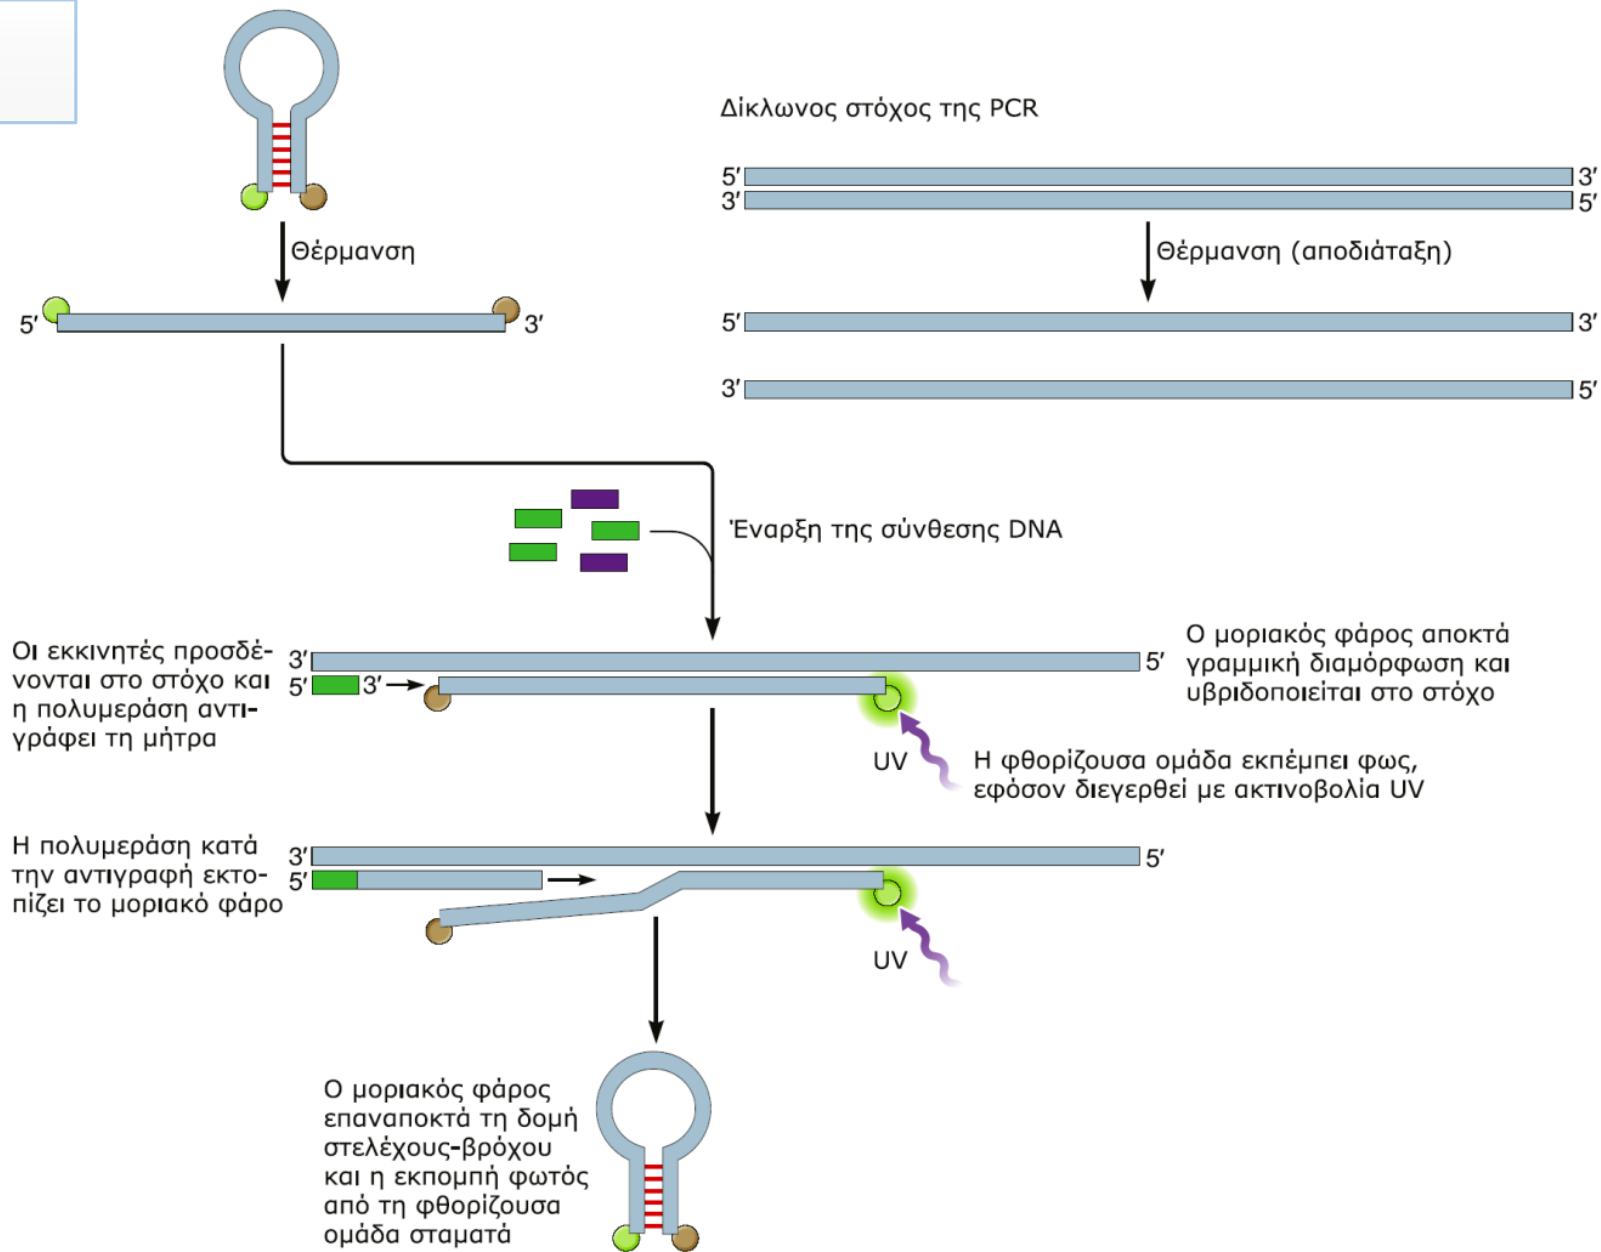 Δίκλωνος στόχος της PCR
5′ 3′
3′ 5′
Θέρμανση
Θέρμανση (αποδιάταξη)
5′ 3′
5′ 3′
3′ 5′
Έναρξη της σύνθεσης DNA
Οι εκκινητές προσδέ-
νονται στο στόχο και
η πολυμεράση αντι-
γράφει τη μήτρα
3′ 5′
5′ 3′
Ο μοριακός φάρος αποκτά
γραμμική διαμόρφωση και
υβριδοποιείται στο στόχο
UV
Η φθορίζουσα ομάδα εκπέμπει φως,
εφόσον διεγερθεί με ακτινοβολία UV
Η πολυμεράση κατά
την αντιγραφή εκτο-
πίζει το μοριακό φάρο
3′ 5′
5′
UV
Ο μοριακός φάρος
επαναποκτά τη δομή
στελέχους-βρόχου
και η εκπομπή φωτός
από τη φθορίζουσα
ομάδα σταματά